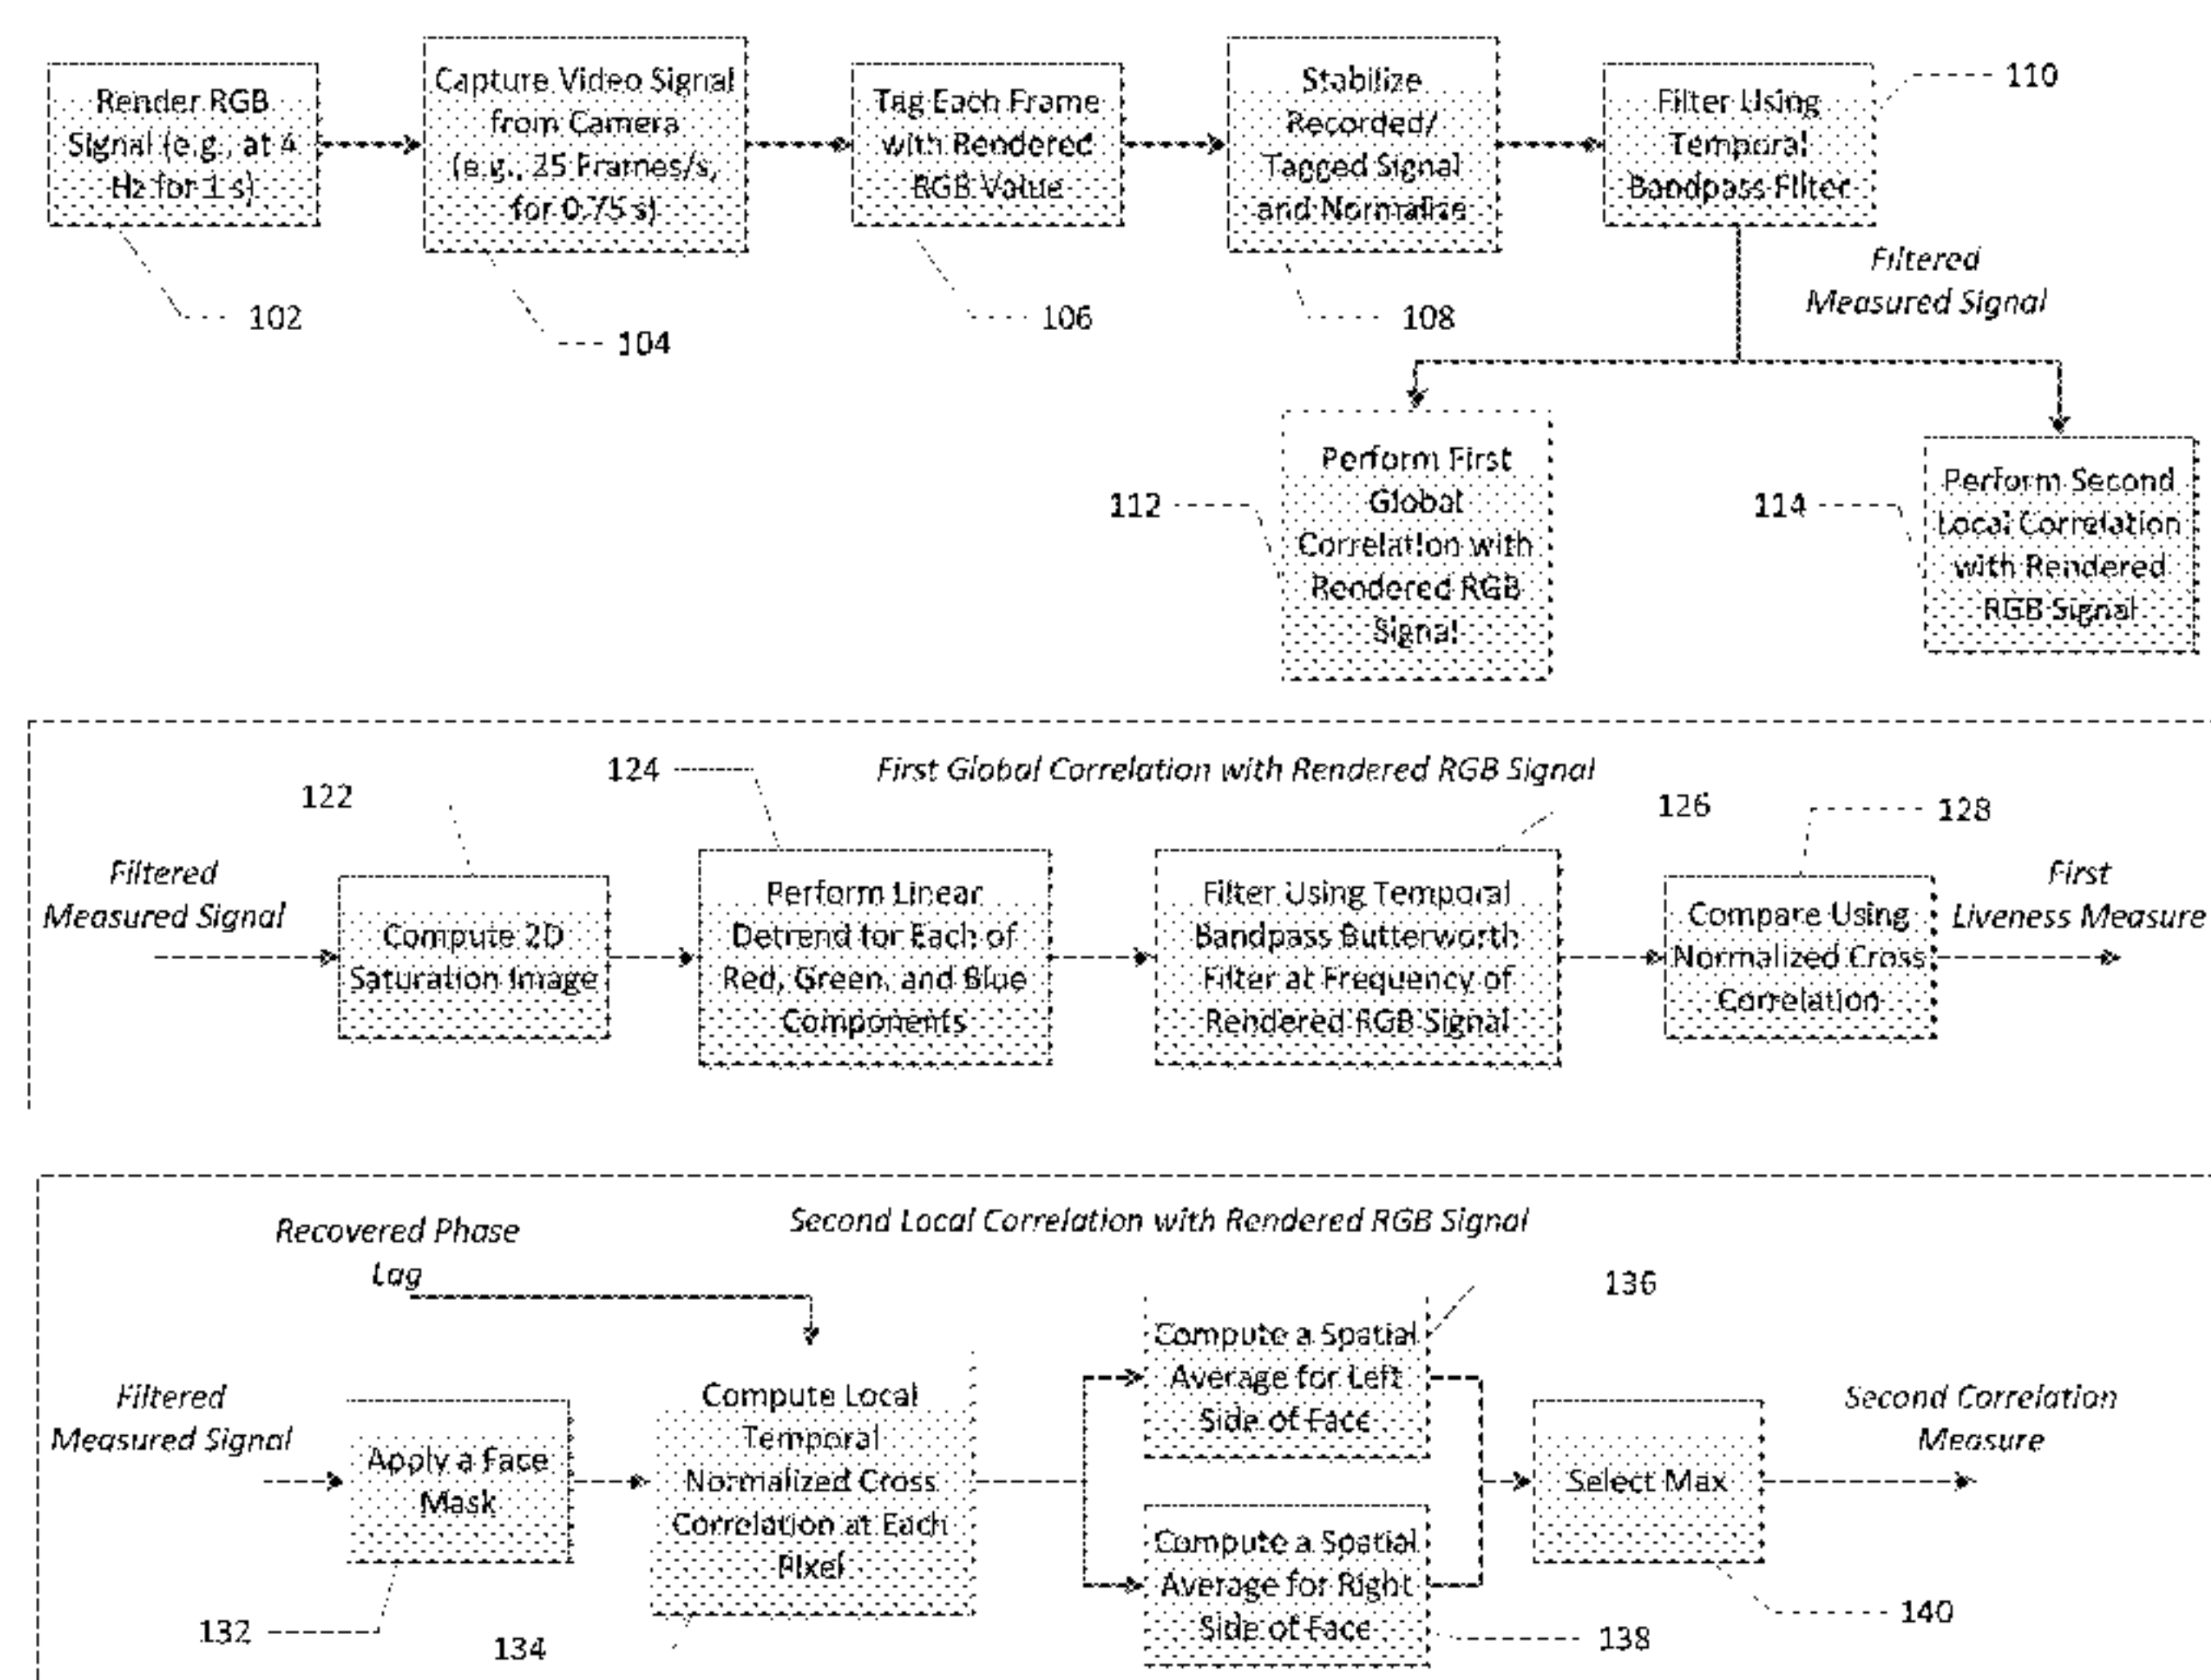 Render RGB
Signal (e.g., at 4
Hz for 1 s)
102
Capture Video Signal
from Camera
(e.g., 25 Frames/s,
for 0.75 s)
104
Tag Each Frame
with Rendered
RGB Value
106
Stabilize
Recorded/
Tagged Signal
and Normalize
108
Filter Using
Temporal
Bandpass Filter
110
Filtered
Measured Signal
112
Perform First
Global
Correlation with
Rendered RGB
Signal
114
Perform Second
Local Correlation
with Rendered
RGB Signal
First Global Correlation with Rendered RGB Signal
122
124
126
128
Filtered
Measured Signal
Compute 2D
Saturation Image
Perform Linear
Detrend for Each of
Red, Green, and Blue
Components
Filter Using Temporal
Bandpass Butterworth
Filter at Frequency of
Rendered RGB Signal
Compare Using
Normalized Cross
Correlation
First
Liveness Measure
Second Local Correlation with Rendered RGB Signal
Recovered Phase
Lag
Filtered
Measured Signal
Apply a Face
Mask
132
Compute Local
Temporal
Normalized Cross
Correlation at Each
Pixel
134
136
Compute a Spatial
Average for Left
Side of Face
Compute a Spatial
Average for Right
Side of Face
138
Select Max
140
Second Correlation
Measure